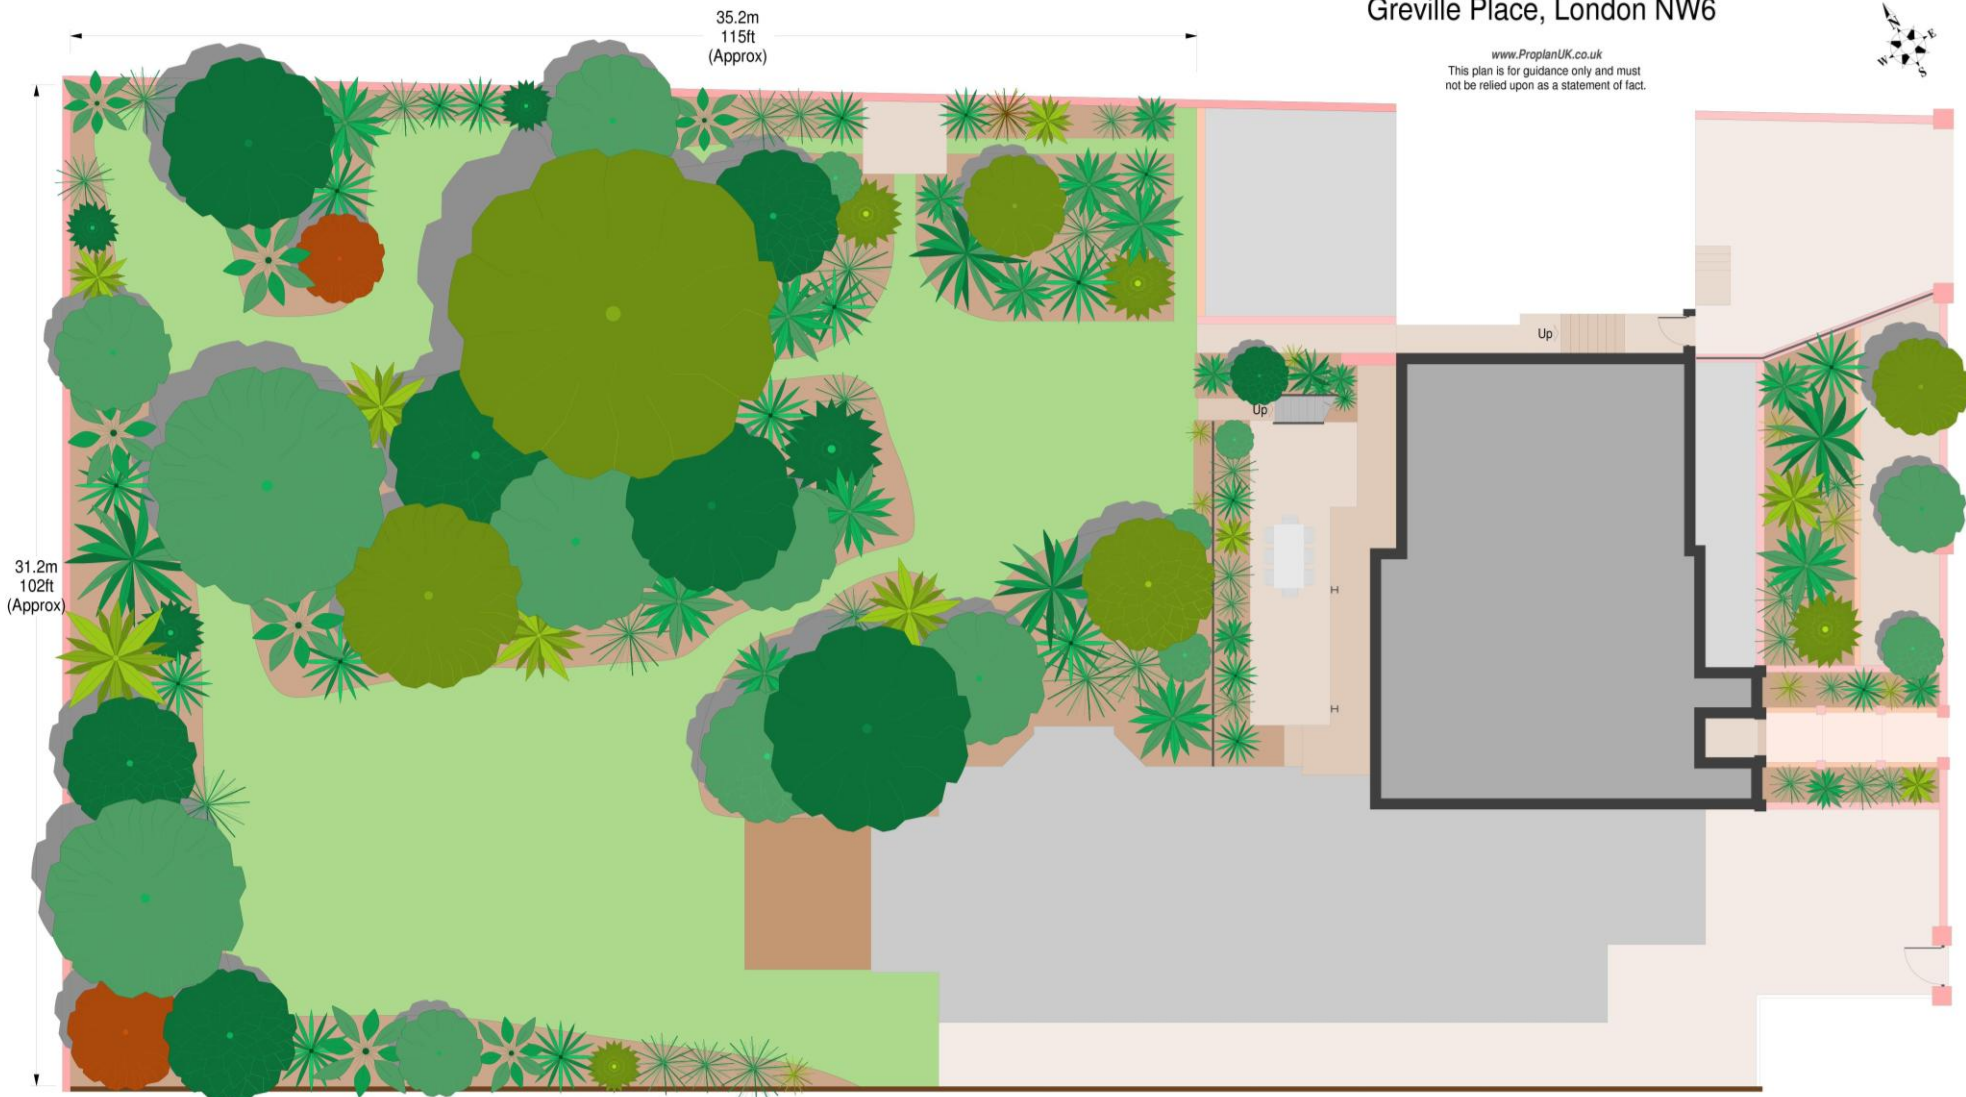 Greville Place, London NW6
35.2m
115ft
(Approx)
www.ProplanUK.co.uk
This plan is for guidance only and must
not be relied upon as a statement of fact.
N
E
W
S
Up
Up
31.2m
102ft
(Approx)
H
H